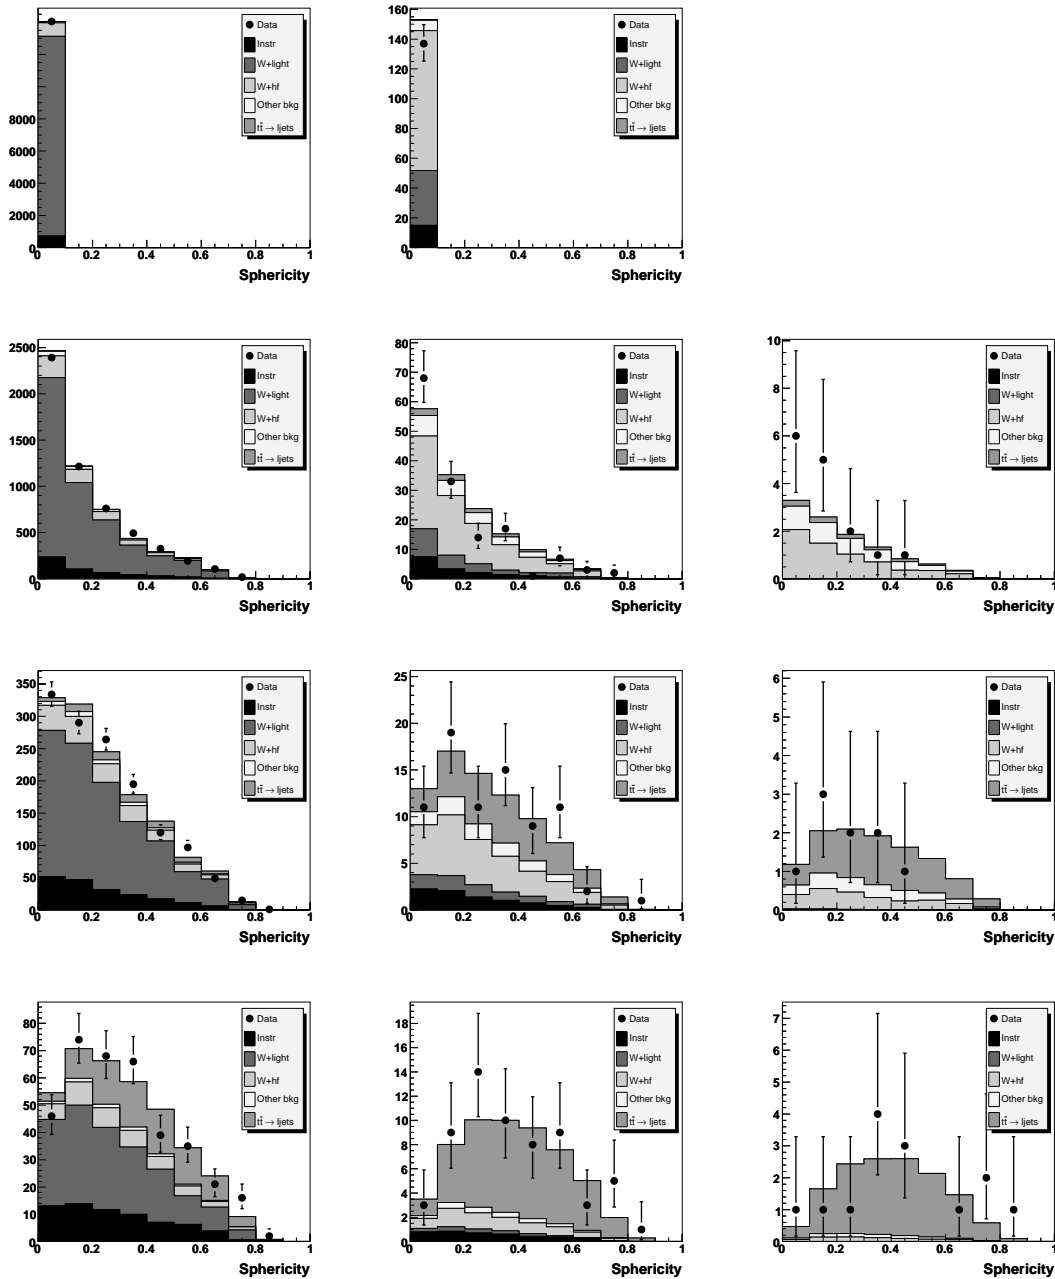 Data
Instr
W+light
W+hf
Other bkg
tt̄ → ljets
8000
6000
4000
2000
0
0 0.2 0.4 0.6 0.8 1
Sphericity
160
140
120
100
80
60
40
20
0
Data
Instr
W+light
W+hf
Other bkg
tt̄ → ljets
0 0.2 0.4 0.6 0.8 1
Sphericity
2500
2000
1500
1000
500
0
Data
Instr
W+light
W+hf
Other bkg
tt̄ → ljets
0 0.2 0.4 0.6 0.8 1
Sphericity
80
70
60
50
40
30
20
10
0
Data
Instr
W+light
W+hf
Other bkg
tt̄ → ljets
0 0.2 0.4 0.6 0.8 1
Sphericity
10
8
6
4
2
0
Data
Instr
W+light
W+hf
Other bkg
tt̄ → ljets
0 0.2 0.4 0.6 0.8 1
Sphericity
350
300
250
200
150
100
50
0
Data
Instr
W+light
W+hf
Other bkg
tt̄ → ljets
0 0.2 0.4 0.6 0.8 1
Sphericity
25
20
15
10
5
0
Data
Instr
W+light
W+hf
Other bkg
tt̄ → ljets
0 0.2 0.4 0.6 0.8 1
Sphericity
6
5
4
3
2
1
0
Data
Instr
W+light
W+hf
Other bkg
tt̄ → ljets
0 0.2 0.4 0.6 0.8 1
Sphericity
80
70
60
50
40
30
20
10
0
Data
Instr
W+light
W+hf
Other bkg
tt̄ → ljets
0 0.2 0.4 0.6 0.8 1
Sphericity
18
16
14
12
10
8
6
4
2
0
Data
Instr
W+light
W+hf
Other bkg
tt̄ → ljets
0 0.2 0.4 0.6 0.8 1
Sphericity
7
6
5
4
3
2
1
0
Data
Instr
W+light
W+hf
Other bkg
tt̄ → ljets
0 0.2 0.4 0.6 0.8 1
Sphericity